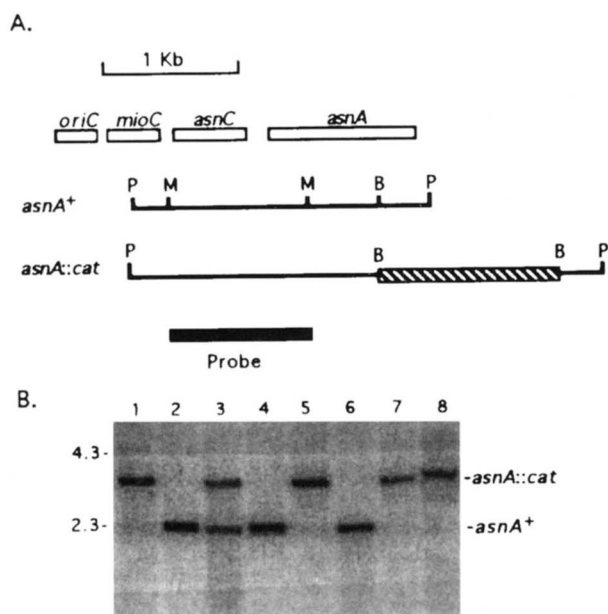 A.
1 Kb
oriC mioC asnC asnA
P M M B P
asnA+
P B B P
asnA::cat
Probe
B.
1 2 3 4 5 6 7 8
4.3-
-asnA::cat
2.3-
-asnA+